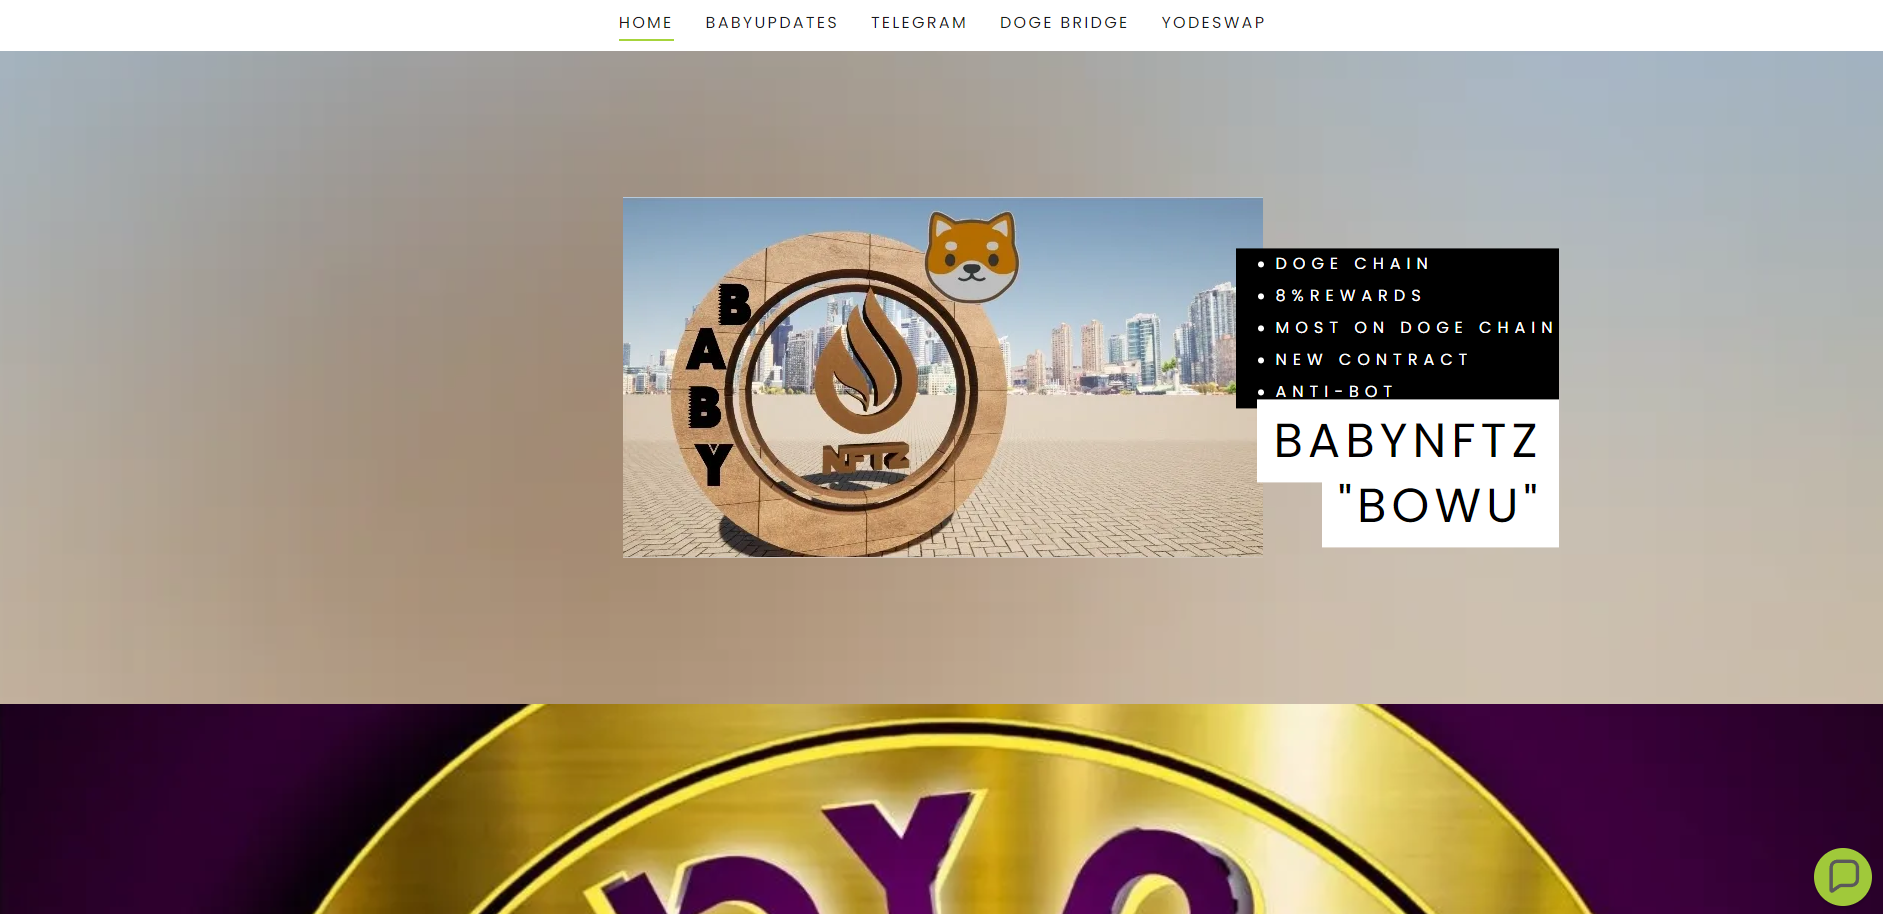 HOME
BABYUPDATES
TELEGRAM
DOGE BRIDGE
YODESWAP
BABY
NFTZ
DOGE CHAIN
8%REWARDS
MOST ON DOGE CHAIN
NEW CONTRACT
ANTI-BOT
BABYNFTZ
"BOWU"